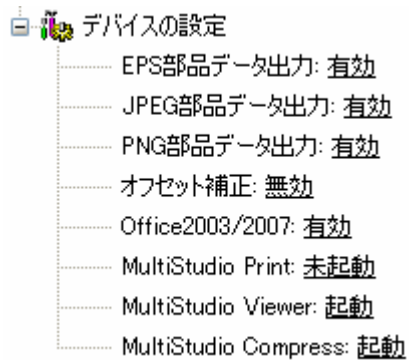 デバイスの設定
EPS部品データ出力: 有効
JPEG部品データ出力: 有効
PNG部品データ出力: 有効
オフセット補正: 無効
Office2003/2007: 有効
MultiStudio Print: 未起動
MultiStudio Viewer: 起動
MultiStudio Compress: 起動